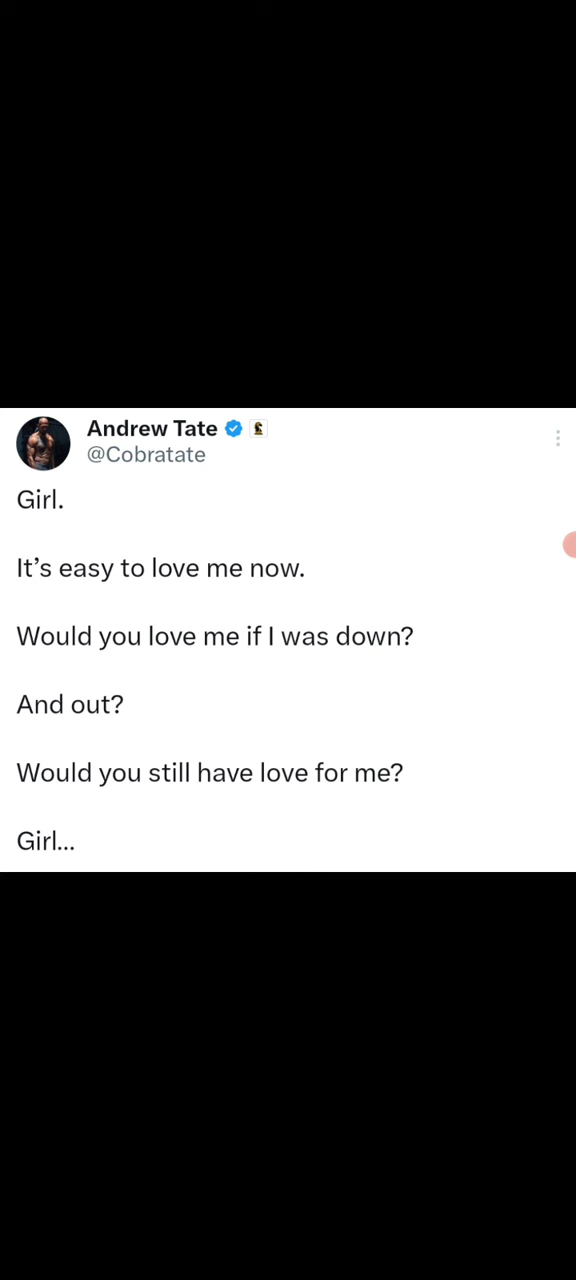 Andrew Tate
@Cobratate
Girl.
It’s easy to love me now.
Would you love me if I was down?
And out?
Would you still have love for me?
Girl...